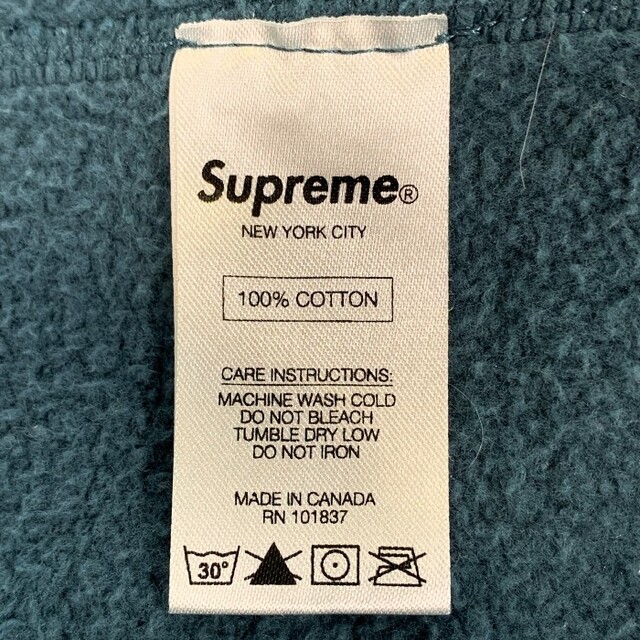 Supreme®
NEW YORK CITY
100% COTTON
CARE INSTRUCTIONS:
MACHINE WASH COLD
DO NOT BLEACH
TUMBLE DRY LOW
DO NOT IRON
MADE IN CANADA
RN 101837
30°